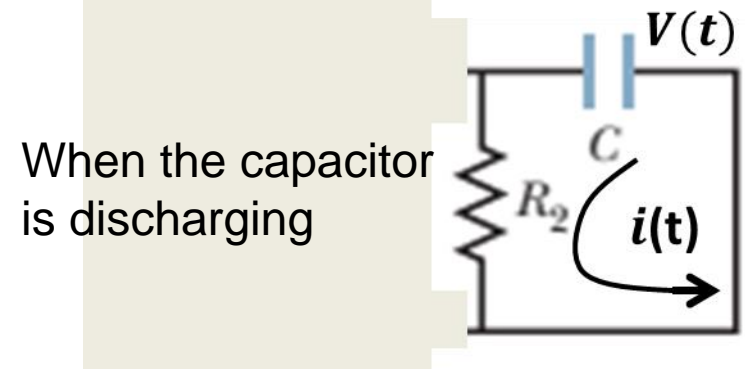 V(t)
When the capacitor
is discharging
C
R₂
i(t)